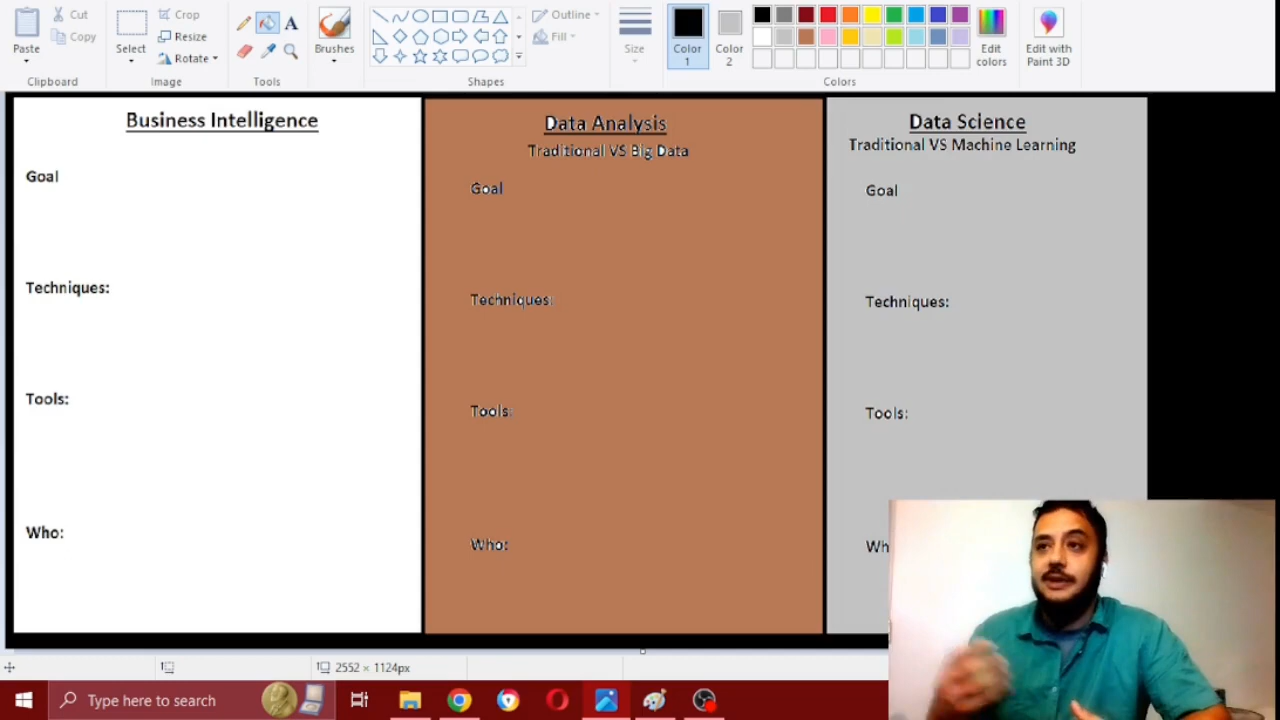 Paste
Cut
Copy
Clipboard
Select
Crop
Resize
Rotate
Image
Tools
Brushes
Shapes
Outline
Fill
Size
Color 1
Color 2
Colors
Edit colors
Edit with Paint 3D
Business Intelligence
Goal
Techniques:
Tools:
Who:
Data Analysis
Traditional VS Big Data
Goal
Techniques:
Tools:
Who:
Data Science
Traditional VS Machine Learning
Goal
Techniques:
Tools:
Wh
2552 × 1124px
Type here to search